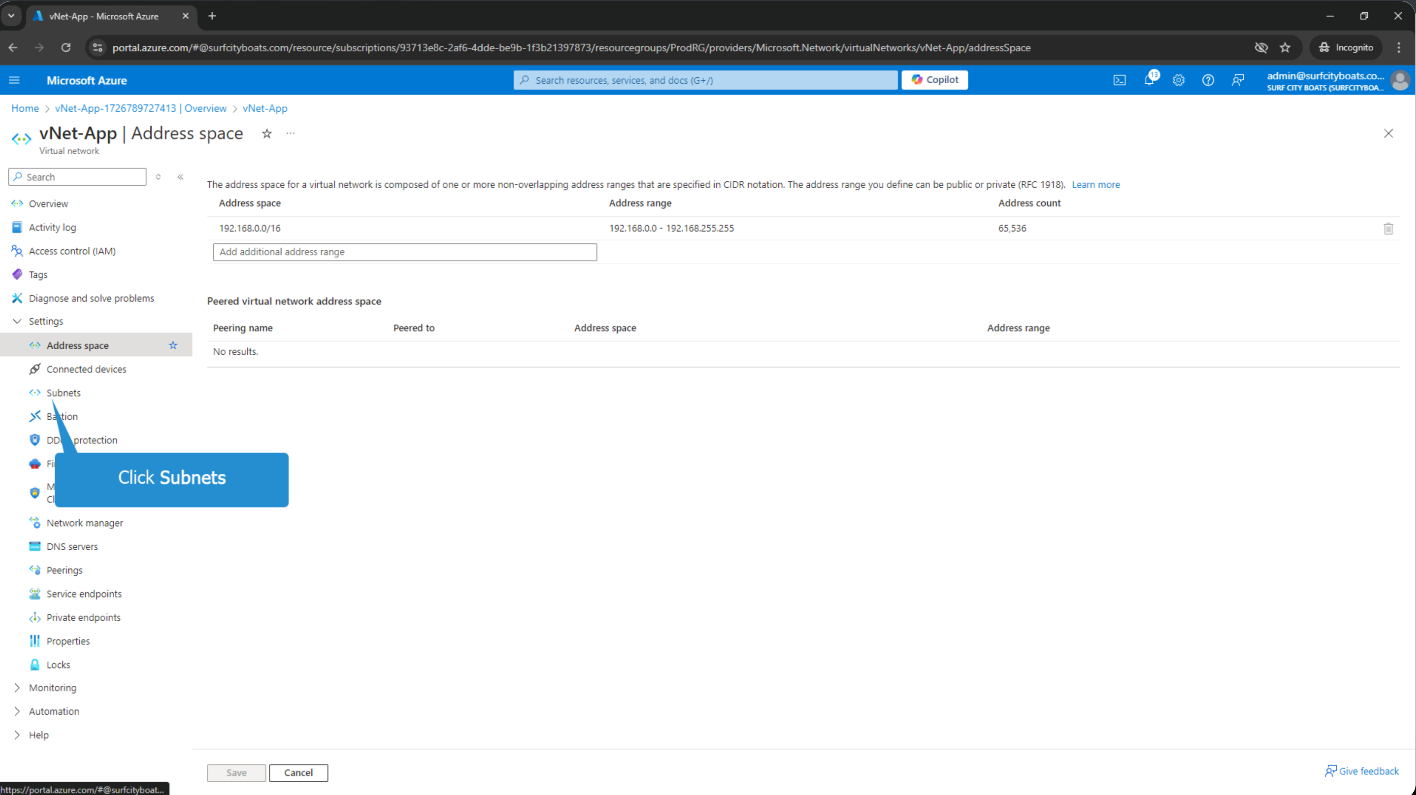 vNet-App - Microsoft Azure
portal.azure.com/#@surfcityboats.com/resource/subscriptions/93713e8c-2af6-4dde-be9b-1f3b21397873/resourcegroups/ProdRG/providers/Microsoft.Network/virtualNetworks/vNet-App/addressSpace
Incognito
Microsoft Azure
Search resources, services, and docs (G+/)
Copilot
13
admin@surfcityboats.co...
SURF CITY BOATS (SURFCITYBOA...
Home > vNet-App-1726789727413 | Overview > vNet-App
vNet-App | Address space
Virtual network
Search
Overview
Activity log
Access control (IAM)
Tags
Diagnose and solve problems
Settings
Address space
Connected devices
Subnets
Bastion
DD protection
Fi
M
Cl
Network manager
DNS servers
Peerings
Service endpoints
Private endpoints
Properties
Locks
Monitoring
Automation
Help
Click Subnets
The address space for a virtual network is composed of one or more non-overlapping address ranges that are specified in CIDR notation. The address range you define can be public or private (RFC 1918). Learn more
Address space Address range Address count
192.168.0.0/16 192.168.0.0 - 192.168.255.255 65,536
Add additional address range
Peered virtual network address space
Peering name Peered to Address space Address range
No results.
Save
Cancel
Give feedback
https://portal.azure.com/#@surfcityboat...